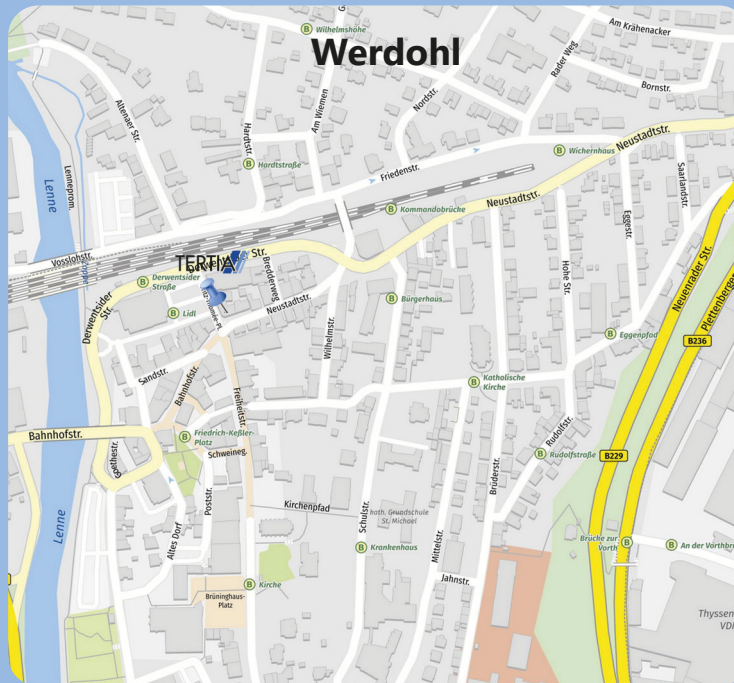 Wilhelmshöhe
Werdohl
Am Krähenacker
Rader Weg
Bornstr.
Nordstr.
Am Wiemen
Altenaer Str.
Hardtstr.
Hardtstraße
Friedenstr.
Wichernhaus
Neustadtstr.
Saarlandstr.
Lenneprom.
Lenne
Neustadtstr.
Kommandobrücke
Eggestr.
Vosslohstr.
TERTIA
Str.
Derwentsider
Straße
Bredderweg
Hohe Str.
Neuenrader Str.
Plettenberger
Derwentsider
Str.
Lidl
Neustadtstr.
Bürgerhaus
Wilhelmstr.
Eggenpfad
B236
Sandstr.
Bahnhofstr.
Freiheitstr.
Katholische
Kirche
Bahnhofstr.
Friedrich-Keßler-
Platz
Goethestr.
Schweineg.
Rudolfstr.
Rudolfstraße
B229
Brüderstr.
Poststr.
Kirchenpfad
Schulstr.
kath. Grundschule
St. Michael
Lenne
Altes Dorf
Mittelstr.
Krankenhaus
Brücke zur
Vorth
An der Vorthbr
Kirche
Jahnstr.
Brüninghaus-
Platz
Thyssen
VDI